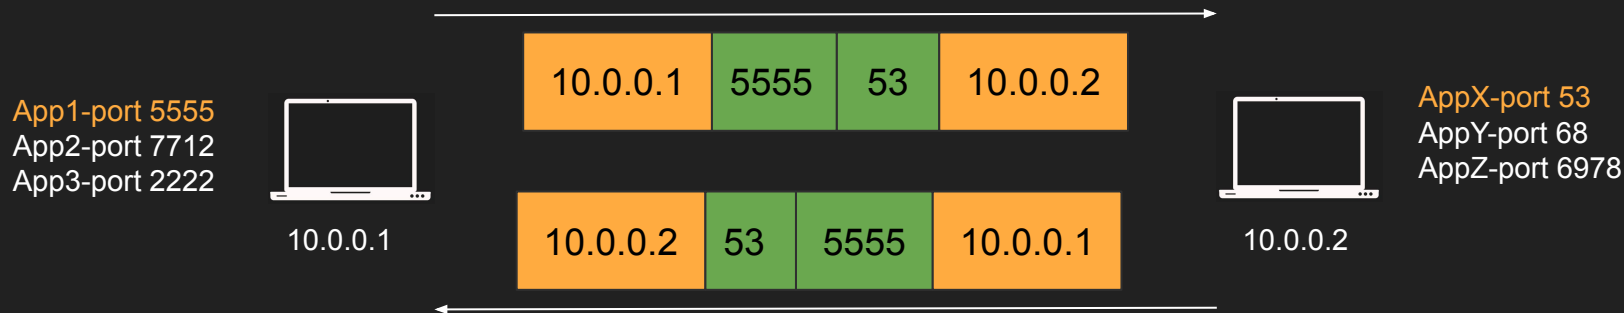 App1-port 5555
App2-port 7712
App3-port 2222
10.0.0.1
10.0.0.1 5555 53 10.0.0.2
10.0.0.2 53 5555 10.0.0.1
AppX-port 53
AppY-port 68
AppZ-port 6978
10.0.0.2